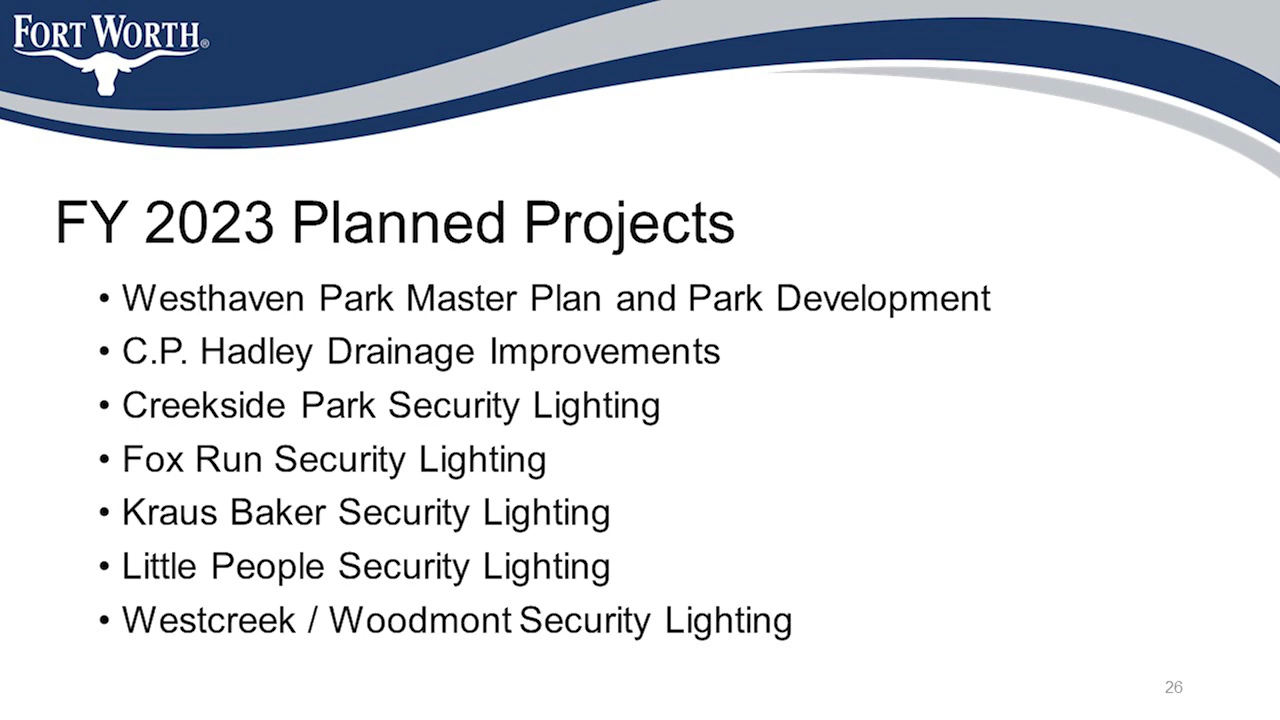 FORT WORTH®
FY 2023 Planned Projects
• Westhaven Park Master Plan and Park Development
• C.P. Hadley Drainage Improvements
• Creekside Park Security Lighting
• Fox Run Security Lighting
• Kraus Baker Security Lighting
• Little People Security Lighting
• Westcreek / Woodmont Security Lighting
26